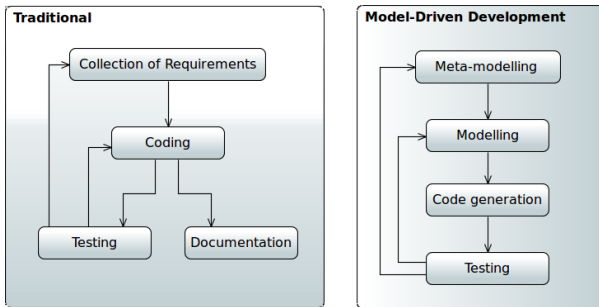 Traditional
Collection of Requirements
Coding
Testing
Documentation
Model-Driven Development
Meta-modelling
Modelling
Code generation
Testing